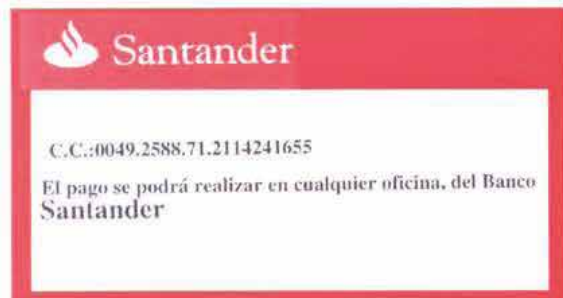 Santander
C.C.:0049.2588.71.2114241655
El pago se podrá realizar en cualquier oficina, del Banco
Santander